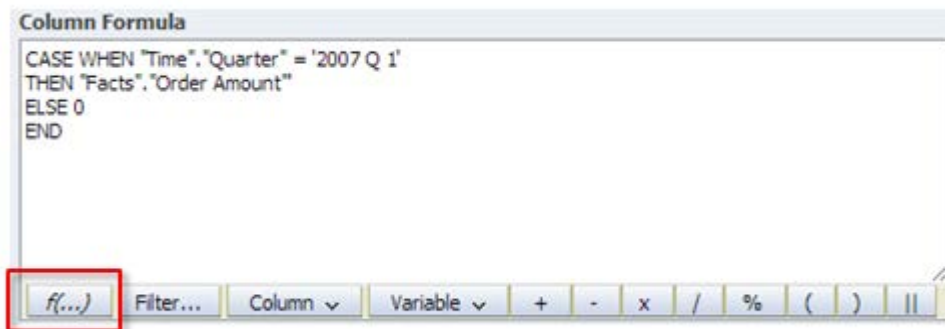 Column Formula
CASE WHEN "Time"."Quarter" = '2007 Q 1'
THEN "Facts"."Order Amount"'
ELSE 0
END
f(...) Filter... Column Variable + - x / % ( ) ||